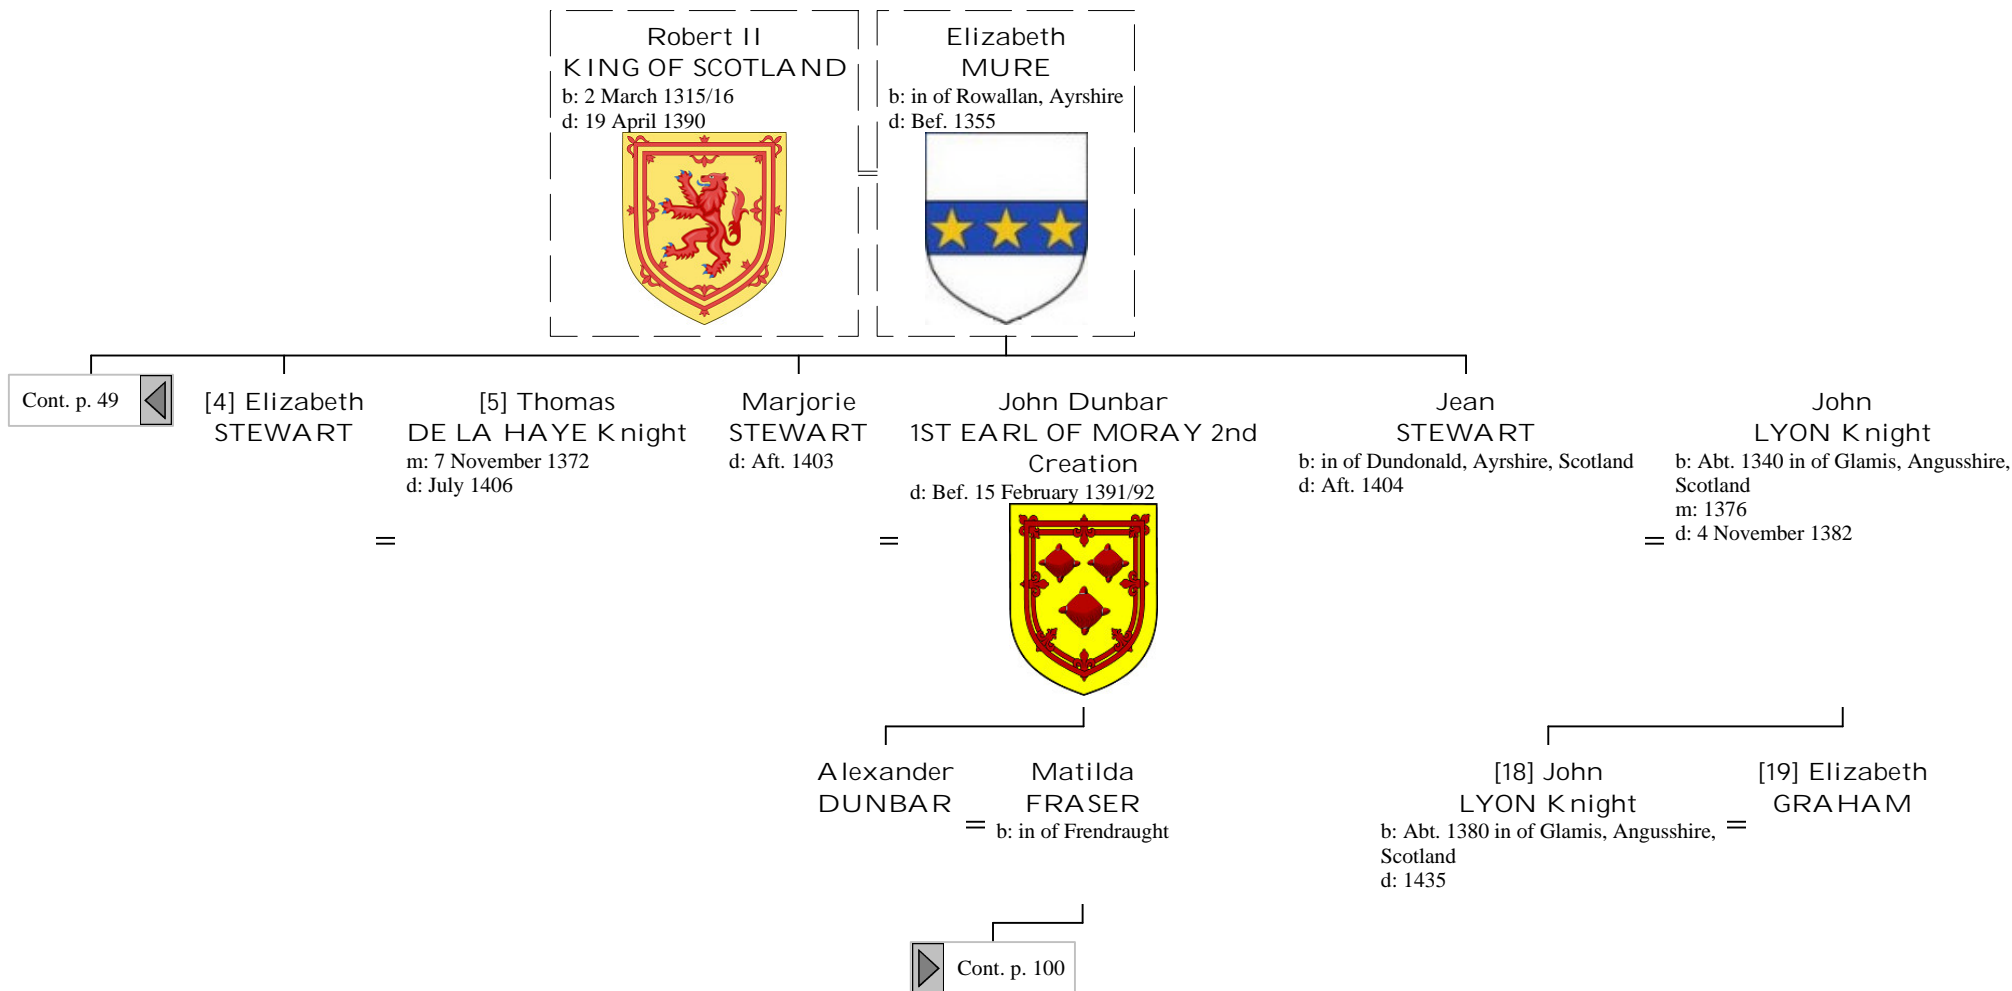 Robert II
KING OF SCOTLAND
b: 2 March 1315/16
d: 19 April 1390
Elizabeth
MURE
b: in of Rowallan, Ayrshire
d: Bef. 1355
=
Cont. p. 49
[4] Elizabeth
STEWART
=
[5] Thomas
DE LA HAYE Knight
m: 7 November 1372
d: July 1406
Marjorie
STEWART
d: Aft. 1403
=
John Dunbar
1ST EARL OF MORAY 2nd
Creation
d: Bef. 15 February 1391/92
Jean
STEWART
b: in of Dundonald, Ayrshire, Scotland
d: Aft. 1404
=
John
LYON Knight
b: Abt. 1340 in of Glamis, Angusshire,
Scotland
m: 1376
d: 4 November 1382
Alexander
DUNBAR
=
Matilda
FRASER
b: in of Frendraught
[18] John
LYON Knight
b: Abt. 1380 in of Glamis, Angusshire,
Scotland
d: 1435
=
[19] Elizabeth
GRAHAM
Cont. p. 100